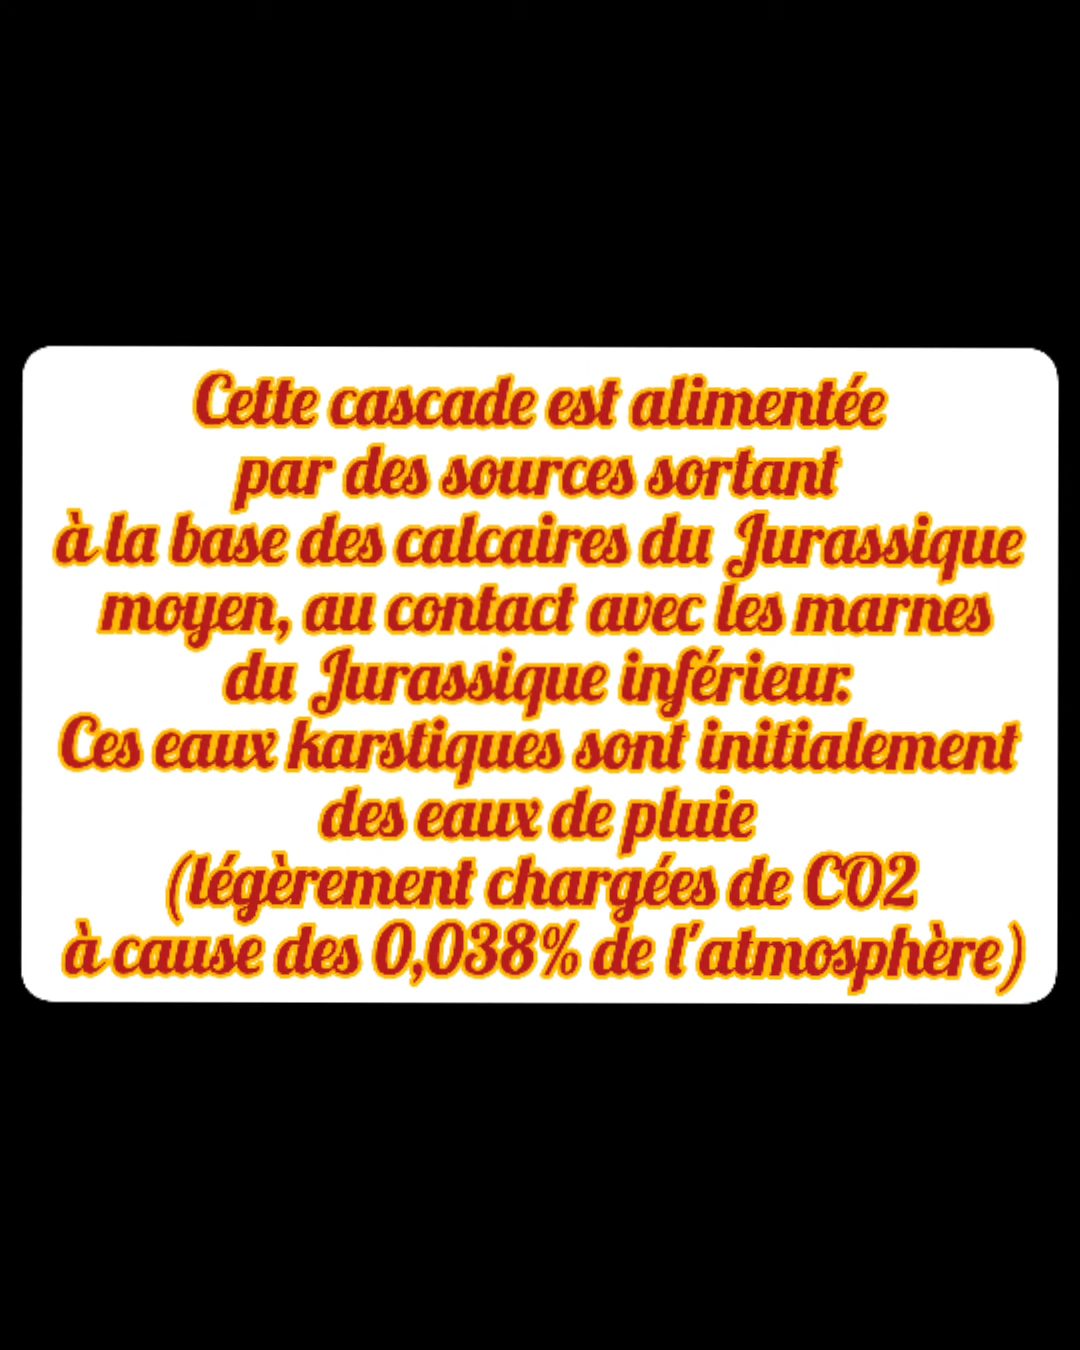 Cette cascade est alimentée
par des sources sortant
à la base des calcaires du Jurassique
moyen, au contact avec les marnes
du Jurassique inférieur.
Ces eaux karstiques sont initialement
des eaux de pluie
(légèrement chargées de CO2
à cause des 0,038% de l'atmosphère)